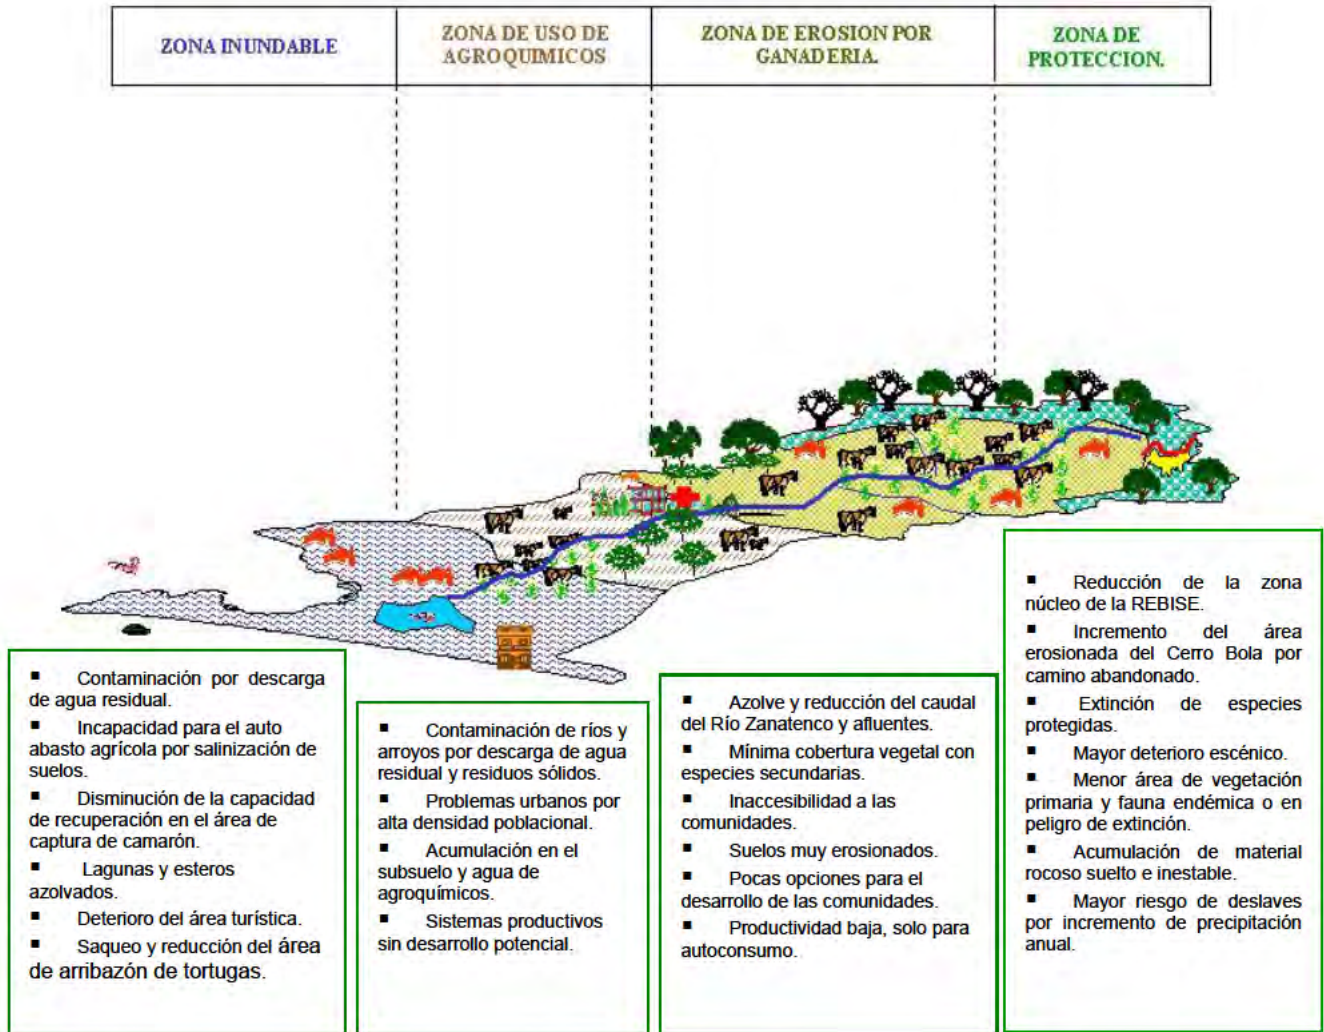 ZONA INUNDABLE
ZONA DE USO DE
AGROQUIMICOS
ZONA DE EROSION POR
GANADERIA.
ZONA DE
PROTECCION.
▪ Contaminación por descarga
de agua residual.
▪ Incapacidad para el auto
abasto agrícola por salinización de
suelos.
▪ Disminución de la capacidad
de recuperación en el área de
captura de camarón.
▪ Lagunas y esteros
azolvados.
▪ Deterioro del área turística.
▪ Saqueo y reducción del área
de arribazón de tortugas.
▪ Contaminación de ríos y
arroyos por descarga de agua
residual y residuos sólidos.
▪ Problemas urbanos por
alta densidad poblacional.
▪ Acumulación en el
subsuelo y agua de
agroquímicos.
▪ Sistemas productivos
sin desarrollo potencial.
▪ Azolve y reducción del caudal
del Río Zanatenco y afluentes.
▪ Mínima cobertura vegetal con
especies secundarias.
▪ Inaccesibilidad a las
comunidades.
▪ Suelos muy erosionados.
▪ Pocas opciones para el
desarrollo de las comunidades.
▪ Productividad baja, solo para
autoconsumo.
▪ Reducción de la zona
núcleo de la REBISE.
▪ Incremento del área
erosionada del Cerro Bola por
camino abandonado.
▪ Extinción de especies
protegidas.
▪ Mayor deterioro escénico.
▪ Menor área de vegetación
primaria y fauna endémica o en
peligro de extinción.
▪ Acumulación de material
rocoso suelto e inestable.
▪ Mayor riesgo de deslaves
por incremento de precipitación
anual.